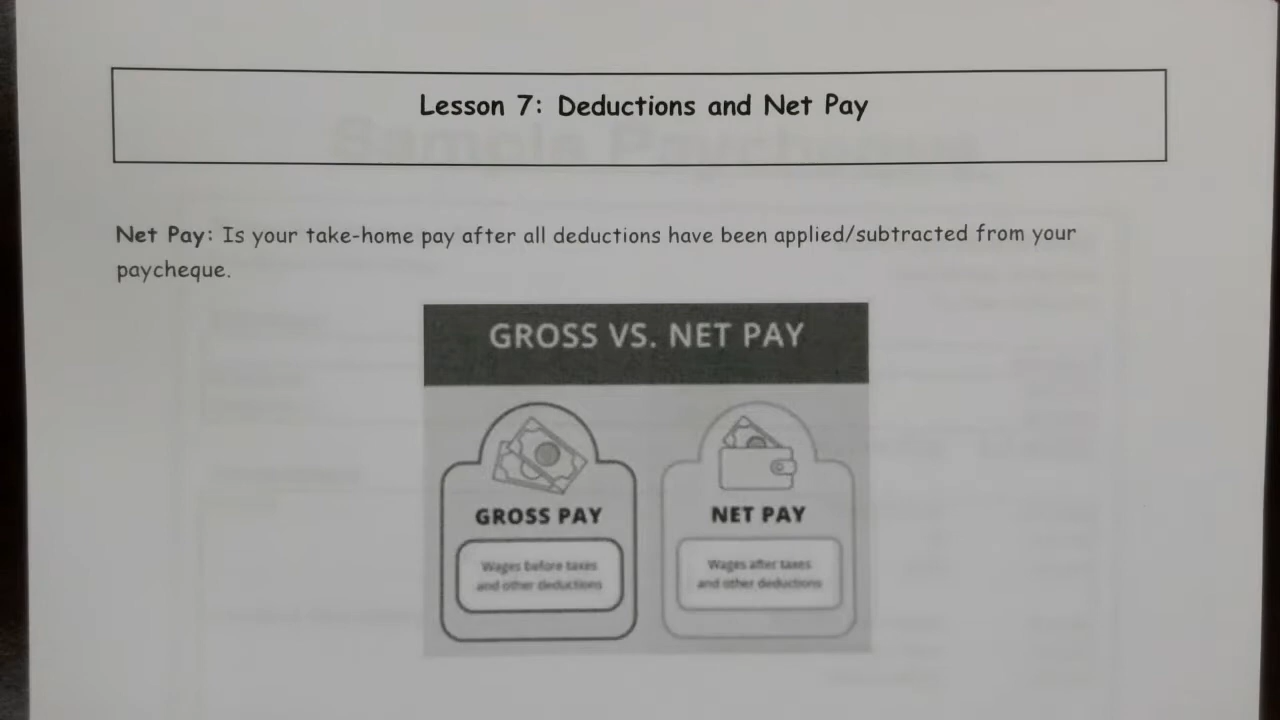 Lesson 7: Deductions and Net Pay
Net Pay: Is your take-home pay after all deductions have been applied/subtracted from your
paycheque.
GROSS VS. NET PAY
GROSS PAY
Wages before taxes
and other deductions
NET PAY
Wages after taxes
and other deductions